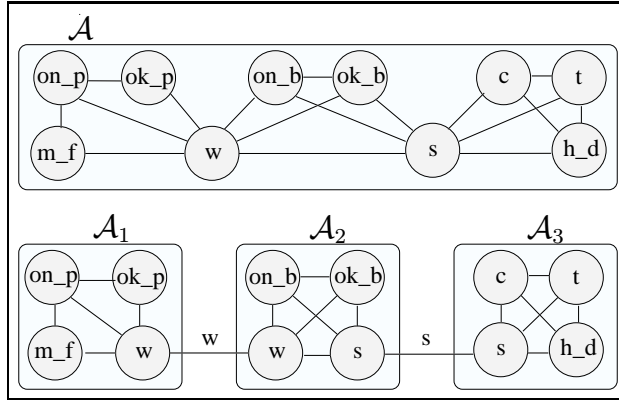 𝒜
on_p ok_p on_b ok_b c t
m_f w s h_d
𝒜₁ 𝒜₂ 𝒜₃
on_p ok_p on_b ok_b c t
w s
m_f w w s s h_d